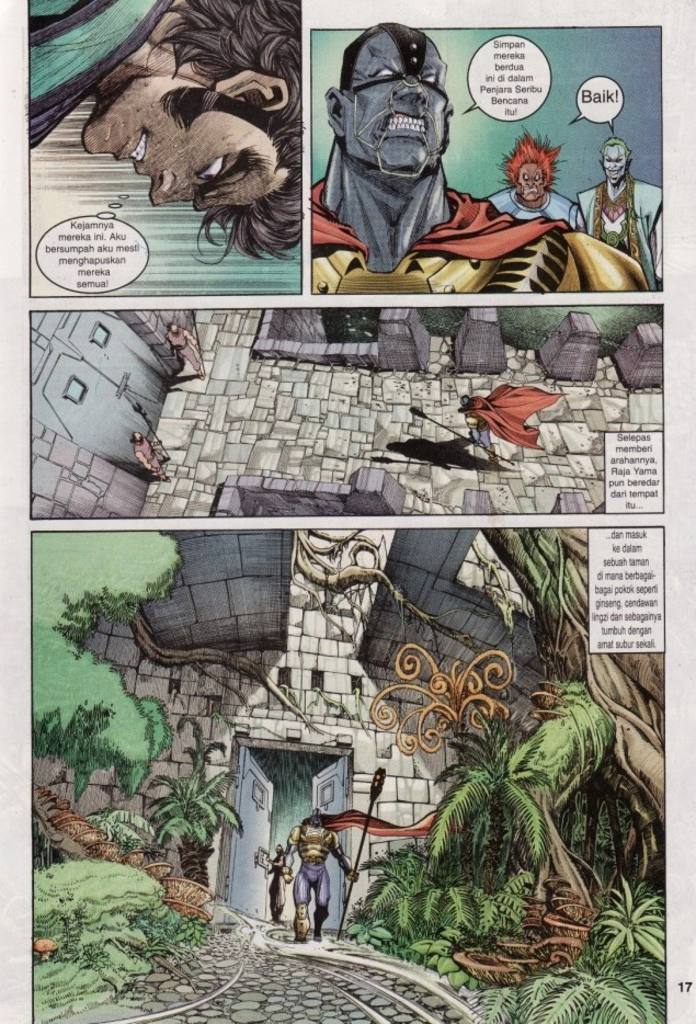 Kejamnya
mereka ini. Aku
bersumpah aku mesti
menghapuskan
mereka
semua!
Simpan
mereka
berdua
ini di dalam
Penjara Seribu
Bencana
itu!
Baik!
Selepas
memberi
arahannya,
Raja Yama
pun beredar
dari tempat
itu...
...dan masuk
ke dalam
sebuah taman
di mana berbagai-
bagai pokok seperti
ginseng, cendawan
lingzi dan sebagainya
tumbuh dengan
amat subur sekali.
17